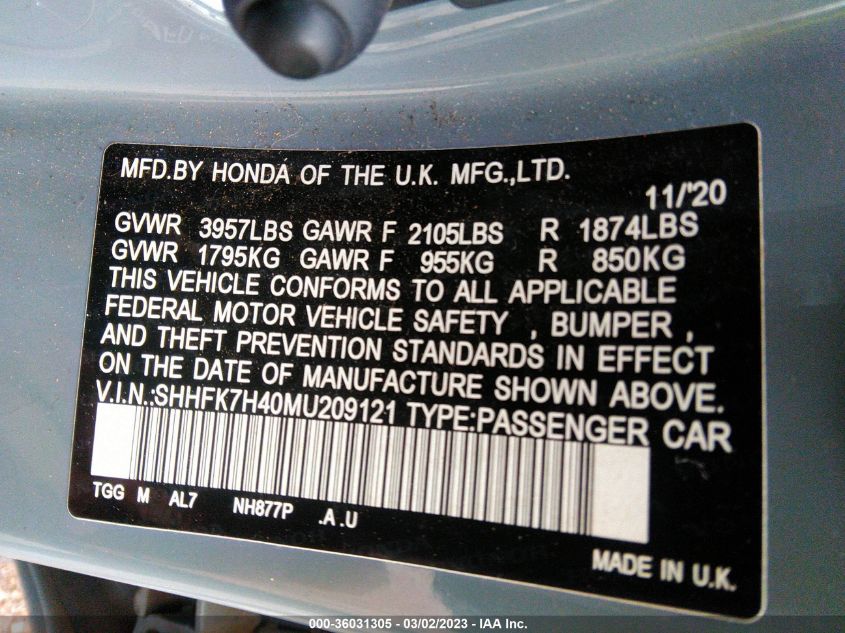 MFD.BY HONDA OF THE U.K. MFG.,LTD.
11/'20
GVWR 3957LBS GAWR F 2105LBS R 1874LBS
GVWR 1795KG GAWR F 955KG R 850KG
THIS VEHICLE CONFORMS TO ALL APPLICABLE
FEDERAL MOTOR VEHICLE SAFETY , BUMPER ,
AND THEFT PREVENTION STANDARDS IN EFFECT
ON THE DATE OF MANUFACTURE SHOWN ABOVE.
V.I.N.:SHHFK7H40MU209121 TYPE:PASSENGER CAR
TGG M AL7 NH877P .A .U
MADE IN U.K.
000-36031305 — 03/02/2023 — IAA Inc.